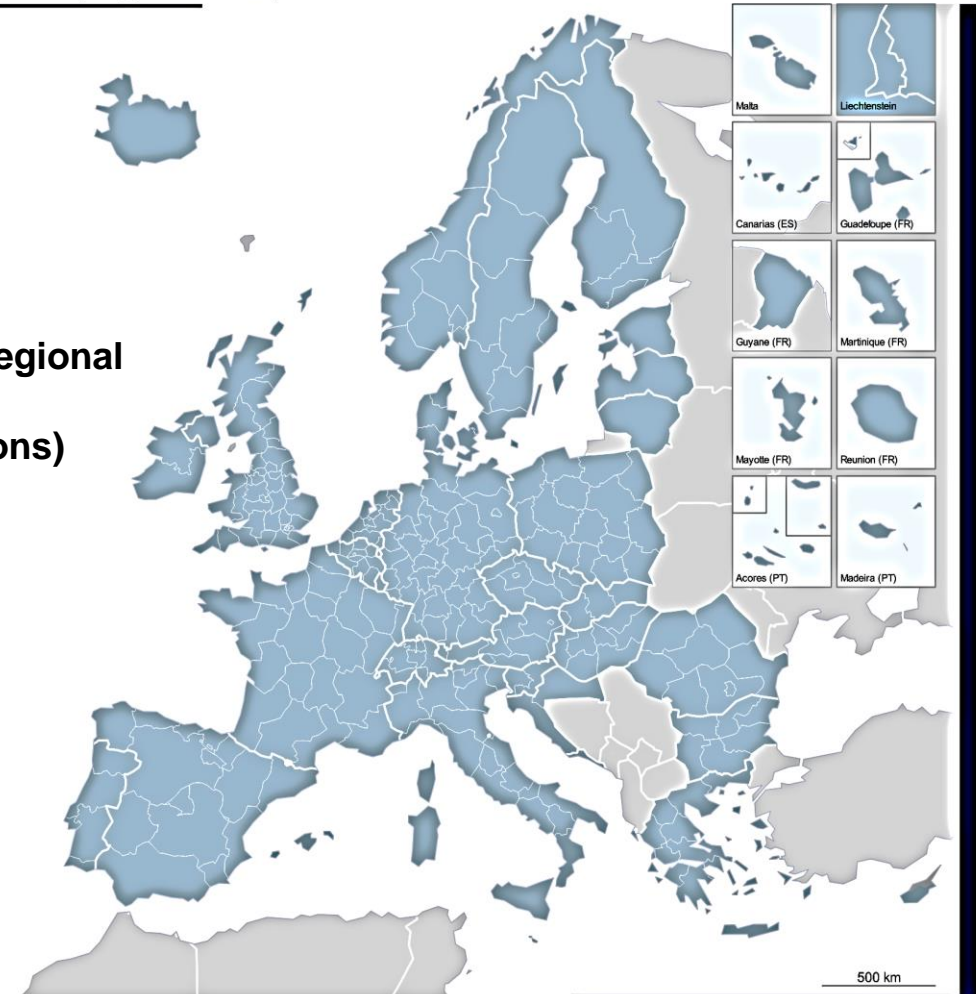 egional
ons)
Malta
Liechtenstein
Canarias (ES)
Guadeloupe (FR)
Guyane (FR)
Martinique (FR)
Mayotte (FR)
Reunion (FR)
Acores (PT)
Madeira (PT)
500 km